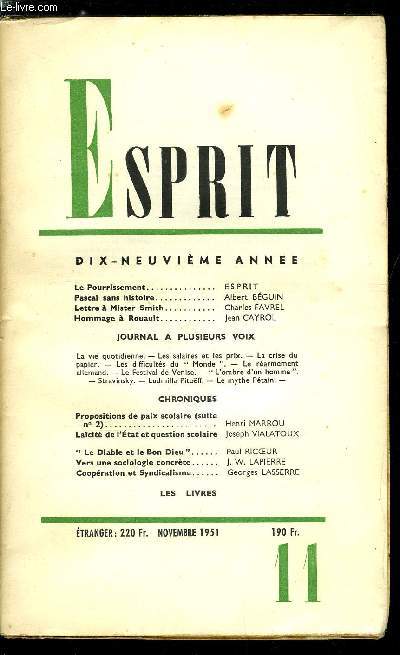 Le-livre.com
ESPRIT
DIX-NEUVIÈME ANNEE
Le Pourrissement............... ESPRIT
Pascal sans histoire............. Albert BÉGUIN
Lettre à Mister Smith........... Charles FAVREL
Hommage à Rouault............ Jean CAYROL
JOURNAL A PLUSIEURS VOIX
La vie quotidienne. — Les salaires et les prix. — La crise du
papier. — Les difficultés du " Monde ". — Le réarmement
allemand. — Le Festival de Venise. — "L'ombre d'un homme".
— Stravinsky. — Ludmilla Pitoëff. — Le mythe Pétain. —
CHRONIQUES
Propositions de paix scolaire (suite
nº 2)........................ Henri MARROU
Laïcité de l'État et question scolaire Joseph VIALATOUX
" Le Diable et le Bon Dieu "...... Paul RICŒUR
Vers une sociologie concrète...... J. W. LAPIERRE
Coopération et Syndicalisme...... Georges LASSERRE
LES LIVRES
ÉTRANGER : 220 Fr. NOVEMBRE 1951 190 Fr.
11